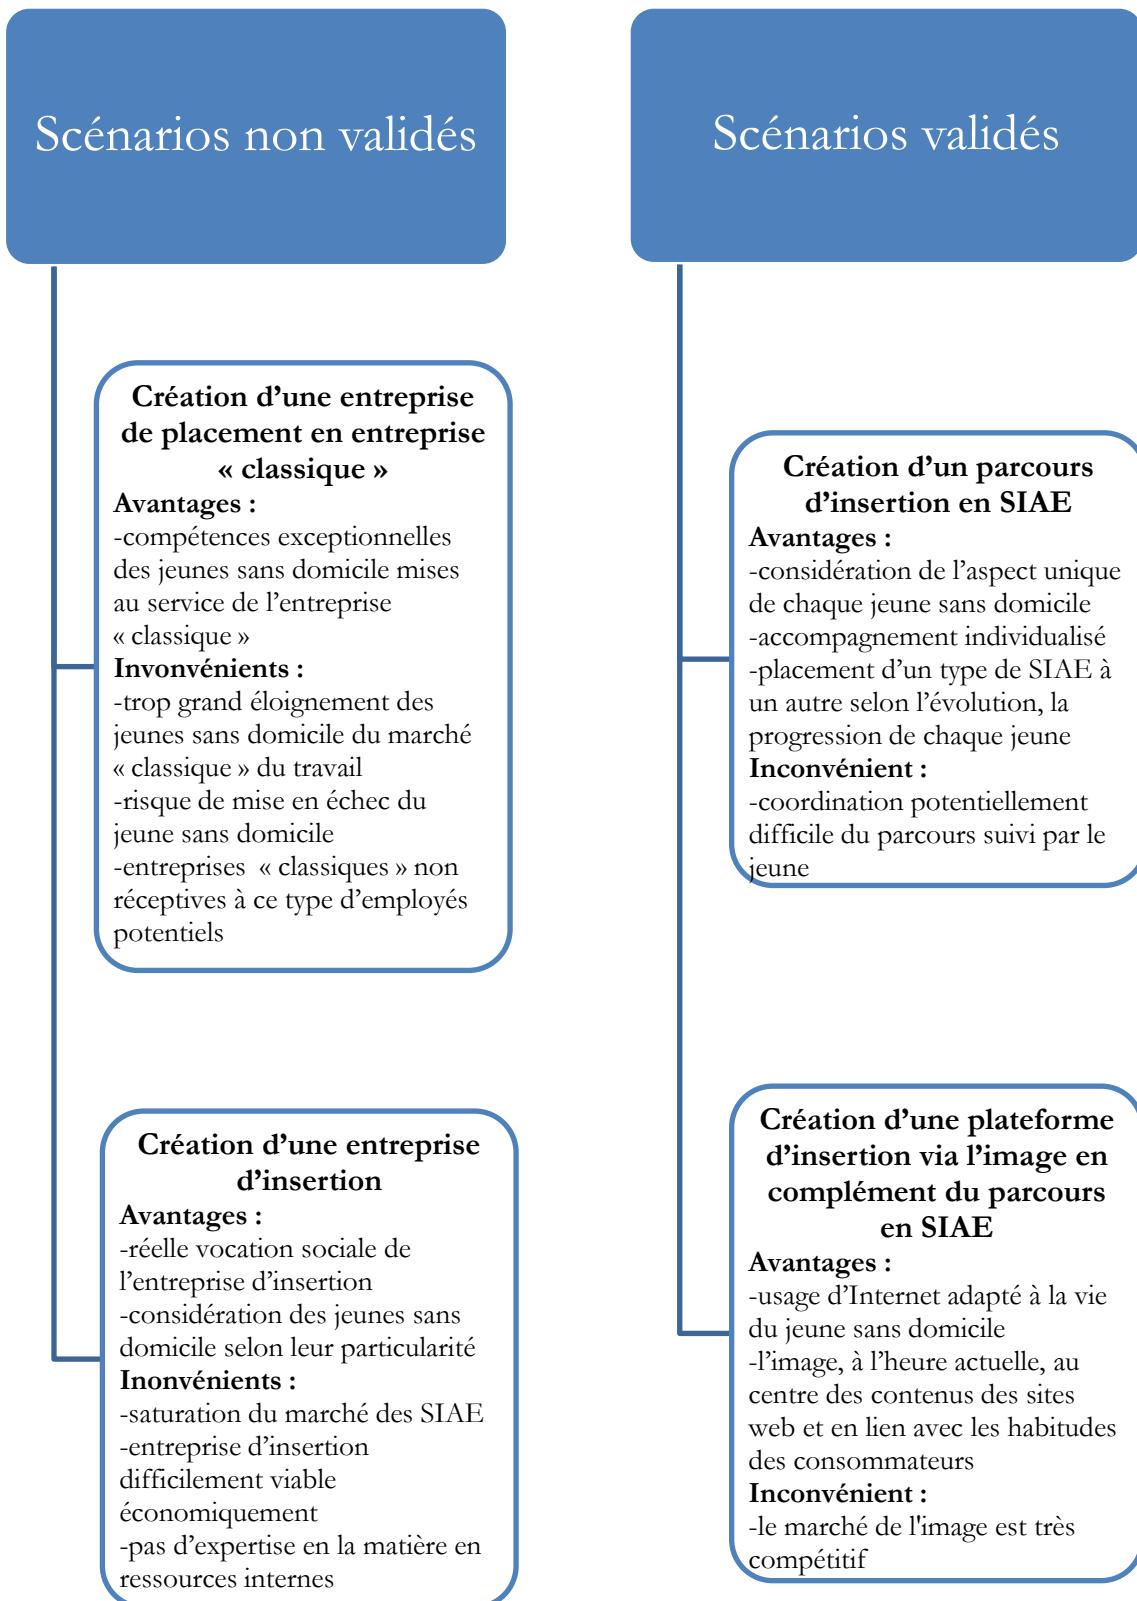 Scénarios non validés
Création d’une entreprise
de placement en entreprise
« classique »
Avantages :
-compétences exceptionnelles
des jeunes sans domicile mises
au service de l’entreprise
« classique »
Invonvénients :
-trop grand éloignement des
jeunes sans domicile du marché
« classique » du travail
-risque de mise en échec du
jeune sans domicile
-entreprises « classiques » non
réceptives à ce type d’employés
potentiels
Création d’une entreprise
d’insertion
Avantages :
-réelle vocation sociale de
l’entreprise d’insertion
-considération des jeunes sans
domicile selon leur particularité
Inonvénients :
-saturation du marché des SIAE
-entreprise d’insertion
difficilement viable
économiquement
-pas d’expertise en la matière en
ressources internes
Scénarios validés
Création d’un parcours
d’insertion en SIAE
Avantages :
-considération de l’aspect unique
de chaque jeune sans domicile
-accompagnement individualisé
-placement d’un type de SIAE à
un autre selon l’évolution, la
progression de chaque jeune
Inconvénient :
-coordination potentiellement
difficile du parcours suivi par le
jeune
Création d’une plateforme
d’insertion via l’image en
complément du parcours
en SIAE
Avantages :
-usage d’Internet adapté à la vie
du jeune sans domicile
-l’image, à l’heure actuelle, au
centre des contenus des sites
web et en lien avec les habitudes
des consommateurs
Inconvénient :
-le marché de l'image est très
compétitif